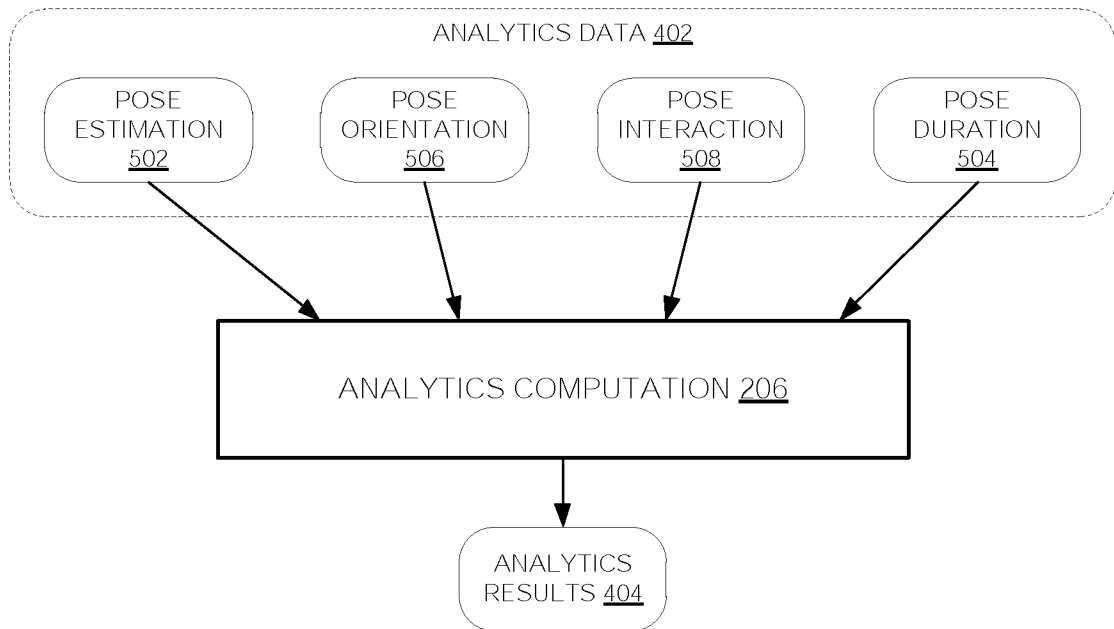 ANALYTICS DATA 402
POSE
ESTIMATION
502
POSE
ORIENTATION
506
POSE
INTERACTION
508
POSE
DURATION
504
ANALYTICS COMPUTATION 206
ANALYTICS
RESULTS 404